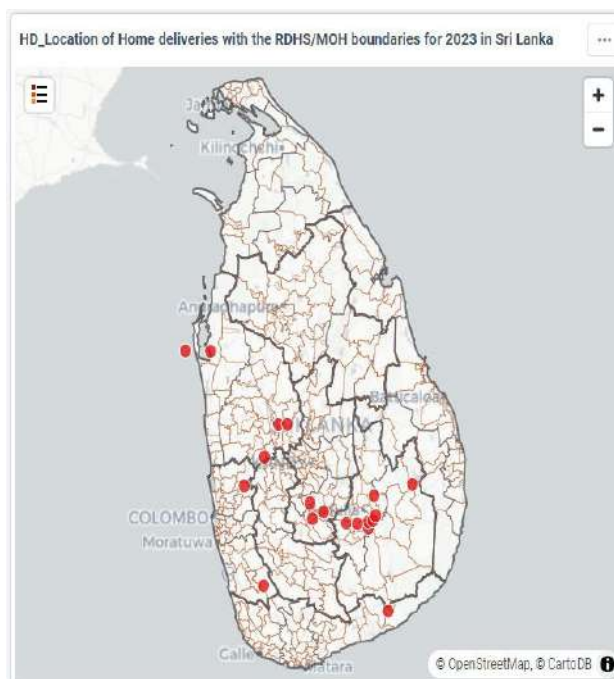 HD_Location of Home deliveries with the RDHS/MOH boundaries for 2023 in Sri Lanka
...
+
−
Kilinochchi
Anuradhapura
Batticaloa
LANKA
COLOMBO
Moratuwa
Galle
Matara
© OpenStreetMap, © CartoDB